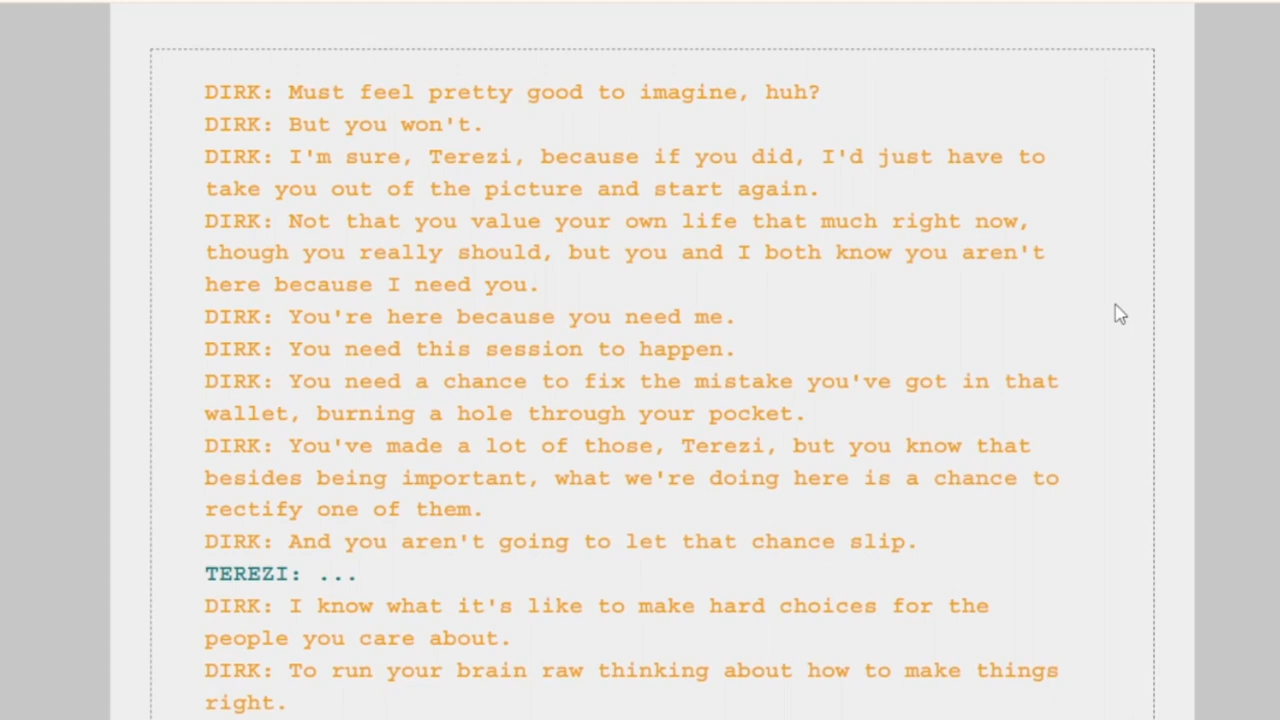 DIRK: Must feel pretty good to imagine, huh?
DIRK: But you won't.
DIRK: I'm sure, Terezi, because if you did, I'd just have to
take you out of the picture and start again.
DIRK: Not that you value your own life that much right now,
though you really should, but you and I both know you aren't
here because I need you.
DIRK: You're here because you need me.
DIRK: You need this session to happen.
DIRK: You need a chance to fix the mistake you've got in that
wallet, burning a hole through your pocket.
DIRK: You've made a lot of those, Terezi, but you know that
besides being important, what we're doing here is a chance to
rectify one of them.
DIRK: And you aren't going to let that chance slip.
TEREZI: ...
DIRK: I know what it's like to make hard choices for the
people you care about.
DIRK: To run your brain raw thinking about how to make things
right.